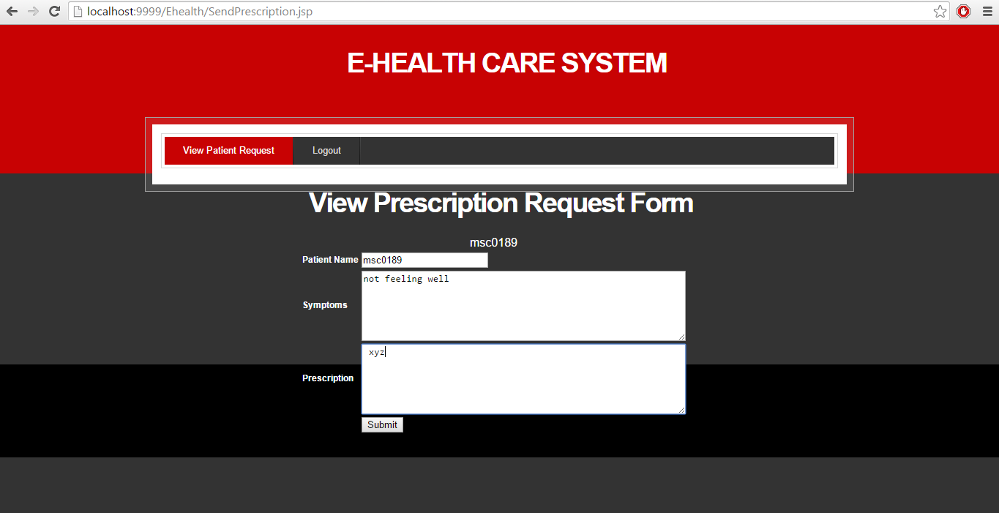 localhost:9999/Ehealth/SendPrescription.jsp
E-HEALTH CARE SYSTEM
View Patient Request Logout
View Prescription Request Form
msc0189
Patient Name msc0189
not feeling well
Symptoms
xyz
Prescription
Submit